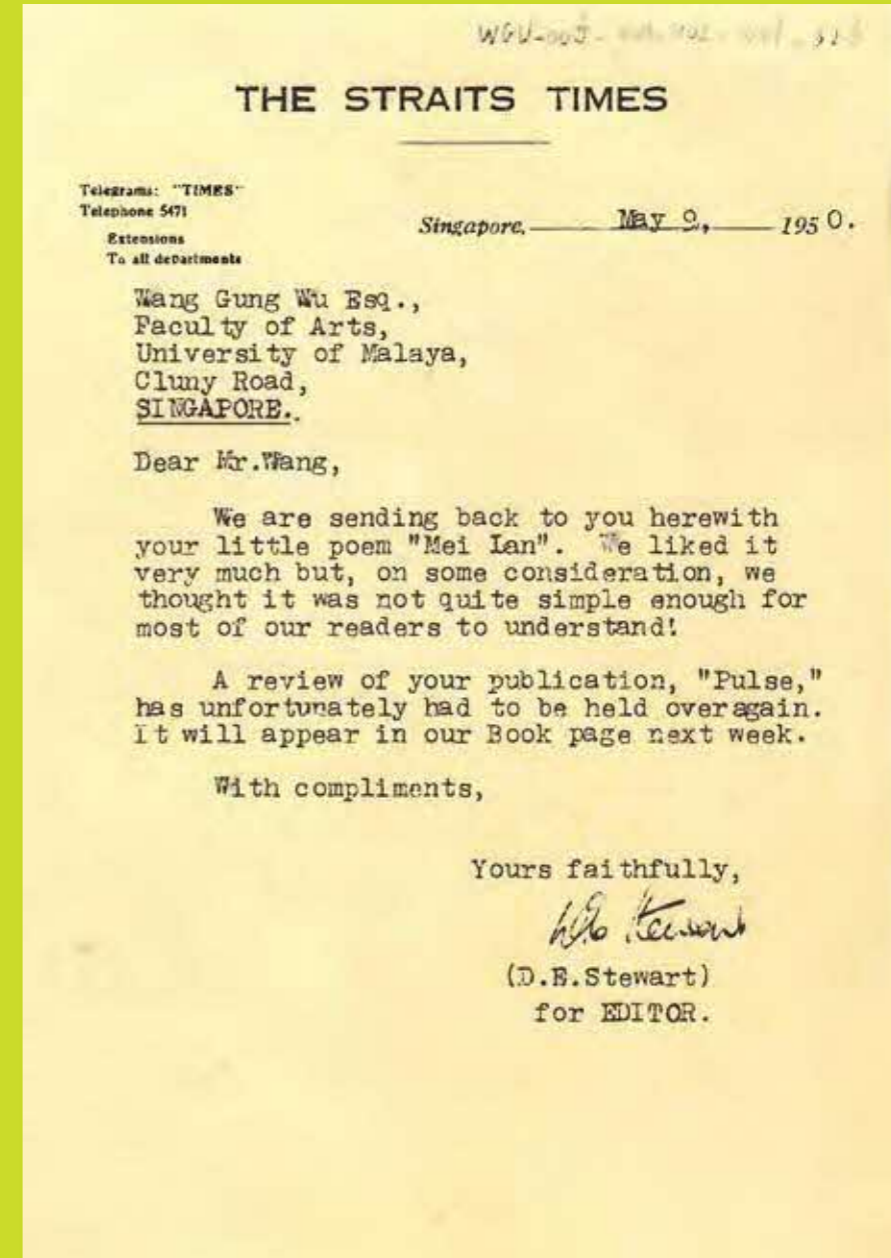 THE STRAITS TIMES
Telegrams: "TIMES"
Telephone 5471
Extensions
To all departments
Singapore, May 9, 1950.
Wang Gung Wu Esq.,
Faculty of Arts,
University of Malaya,
Cluny Road,
SINGAPORE.
Dear Mr.Wang,
We are sending back to you herewith
your little poem "Mei Lan". We liked it
very much but, on some consideration, we
thought it was not quite simple enough for
most of our readers to understand!
A review of your publication, "Pulse,"
has unfortunately had to be held overagain.
It will appear in our Book page next week.
With compliments,
Yours faithfully,
(D.E.Stewart)
for EDITOR.